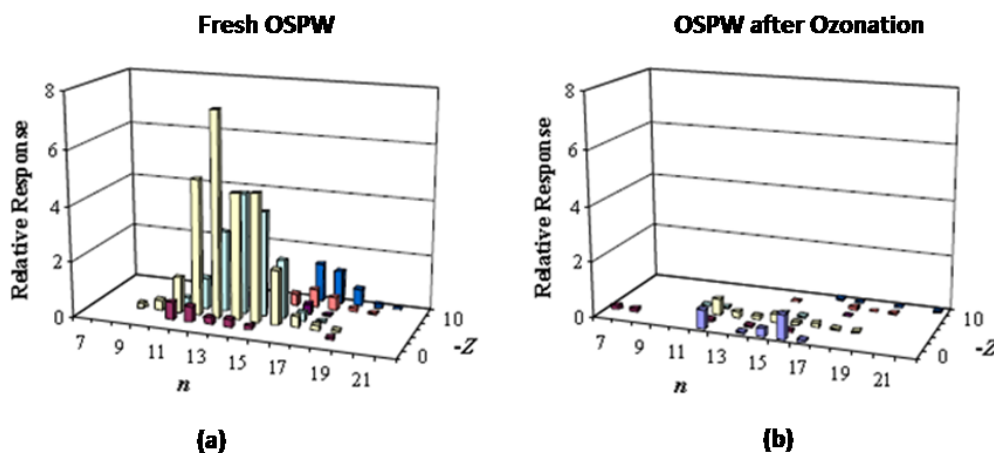 Fresh OSPW
OSPW after Ozonation
Relative Response
8
6
4
2
0
7 9 11 13 15 17 19 21
n
10
0
-Z
Relative Response
8
6
4
2
0
7 9 11 13 15 17 19 21
n
10
0
-Z
(a)
(b)